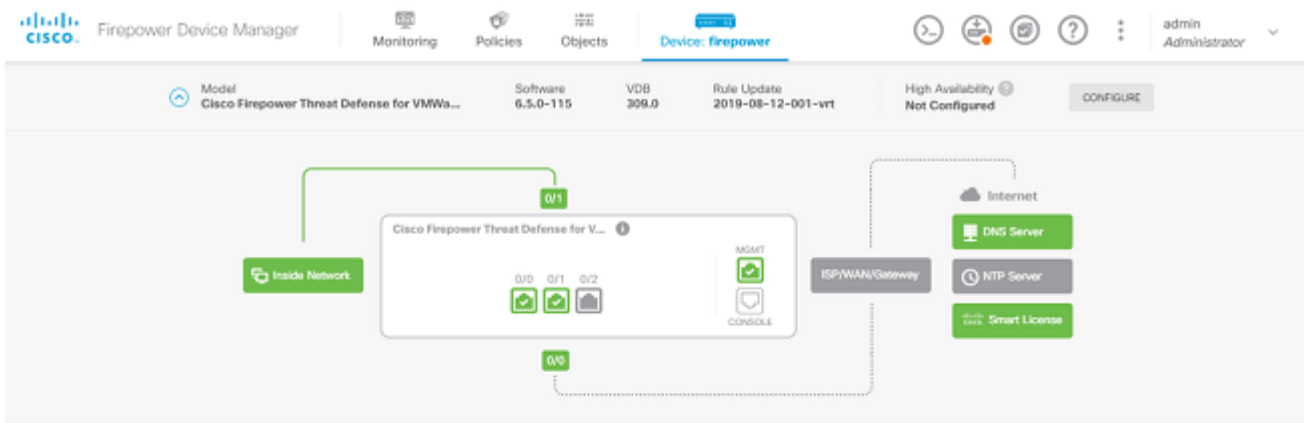 CISCO
Firepower Device Manager
Monitoring
Policies
Objects
Device: firepower
admin
Administrator
Model
Cisco Firepower Threat Defense for VMWa...
Software
6.5.0-115
VDB
309.0
Rule Update
2019-08-12-001-vrt
High Availability
Not Configured
CONFIGURE
0/1
Internet
Cisco Firepower Threat Defense for V...
DNS Server
MGMT
Inside Network
0/0 0/1 0/2
ISP/WAN/Gateway
NTP Server
CONSOLE
Smart License
0/0